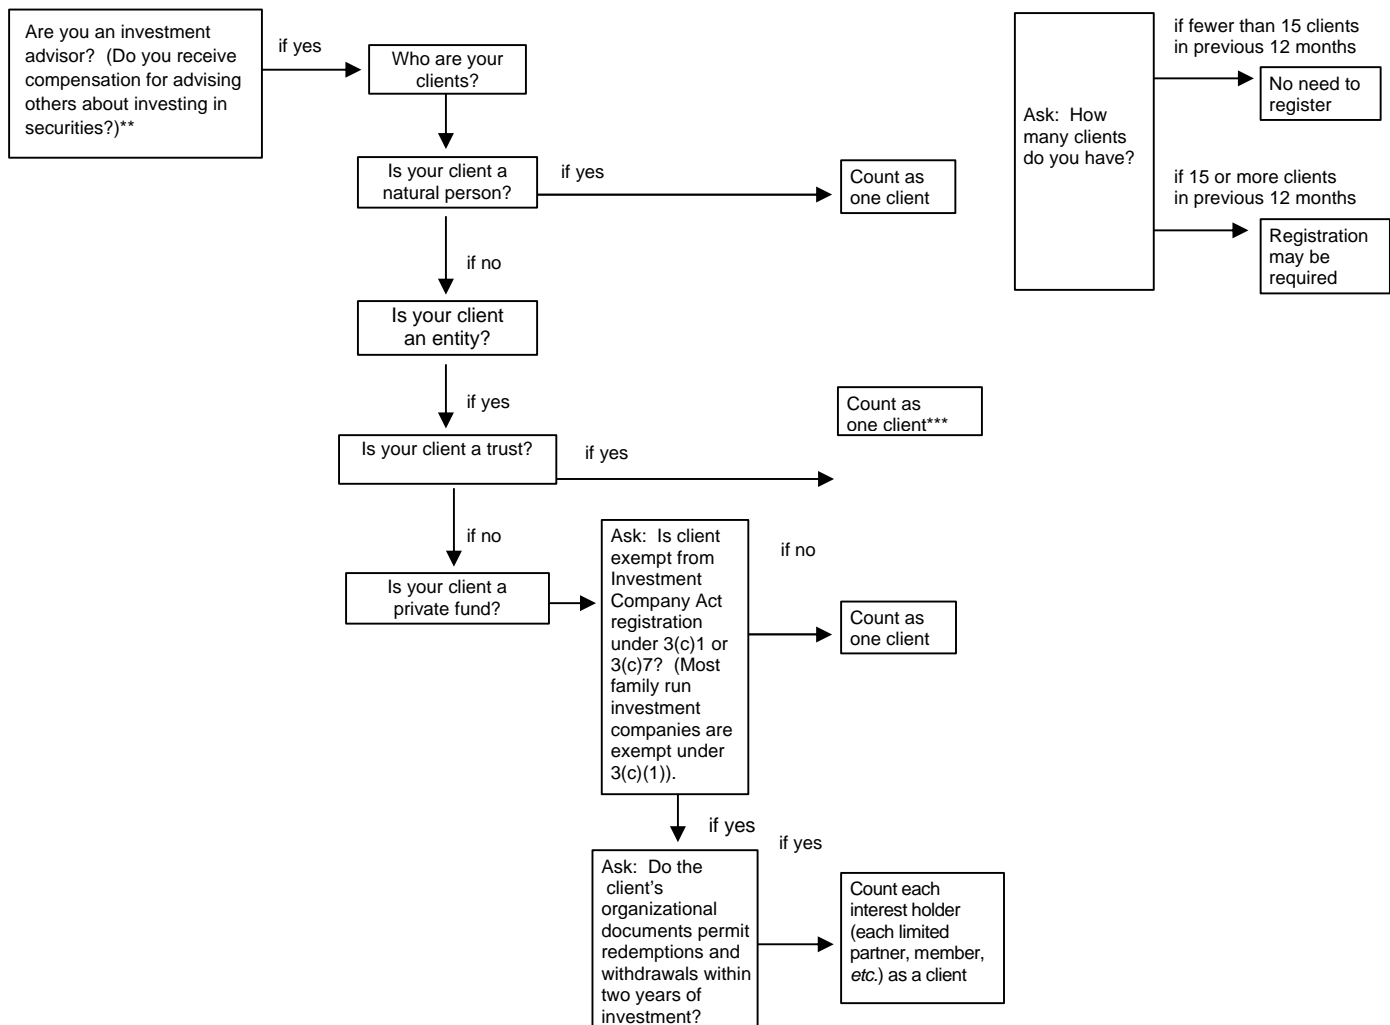 Are you an investment
advisor? (Do you receive
compensation for advising
others about investing in
securities?)**
if yes
Who are your
clients?
Is your client a
natural person?
if yes
Count as
one client
if no
Is your client
an entity?
if yes
Is your client a trust?
if yes
Count as
one client***
if no
Is your client a
private fund?
Ask: Is client
exempt from
Investment
Company Act
registration
under 3(c)1 or
3(c)7? (Most
family run
investment
companies are
exempt under
3(c)(1)).
if no
Count as
one client
if yes
Ask: Do the
client's
organizational
documents permit
redemptions and
withdrawals within
two years of
investment?
if yes
Count each
interest holder
(each limited
partner, member,
etc.) as a client
Ask: How
many clients
do you have?
if fewer than 15 clients
in previous 12 months
No need to
register
if 15 or more clients
in previous 12 months
Registration
may be
required